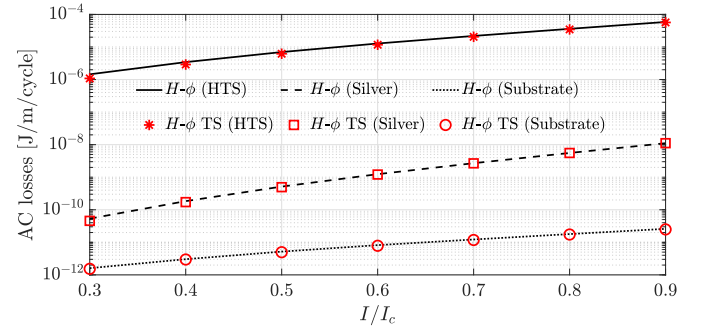 10⁻⁴
10⁻⁶
10⁻⁸
10⁻¹⁰
10⁻¹²
AC losses [J/m/cycle]
H-ϕ (HTS) H-ϕ (Silver) H-ϕ (Substrate)
H-ϕ TS (HTS) H-ϕ TS (Silver) H-ϕ TS (Substrate)
0.3 0.4 0.5 0.6 0.7 0.8 0.9
I/I_c